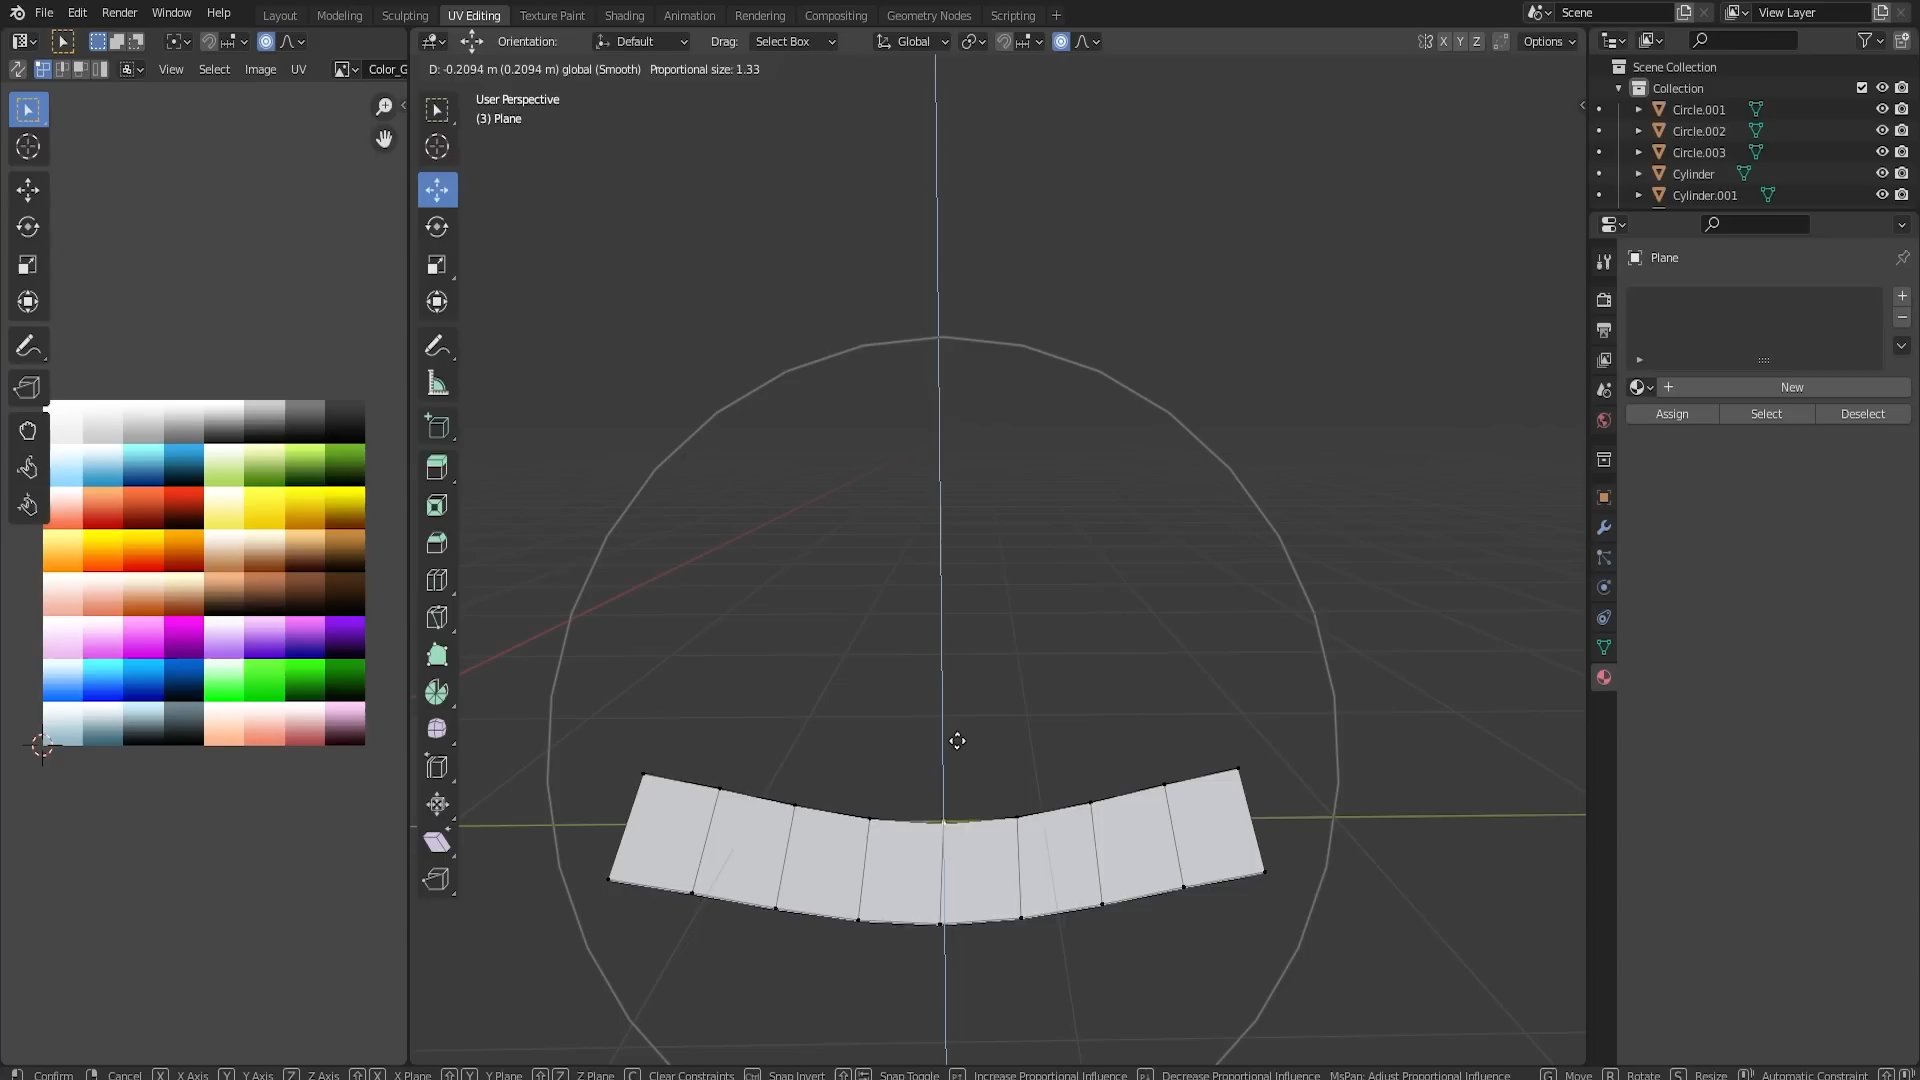 File Edit Render Window Help Layout Modeling Sculpting UV Editing Texture Paint Shading Animation Rendering Compositing Geometry Nodes Scripting + Scene View Layer
Orientation: Default Drag: Select Box Global X Y Z Options
View Select Image UV Color_G D: -0.2094 m (0.2094 m) global (Smooth) Proportional size: 1.33
Scene Collection
Collection
User Perspective
(3) Plane
Circle.001
Circle.002
Circle.003
Cylinder
Cylinder.001
Plane
New
Assign Select Deselect
Confirm Cancel X X Axis Y Y Axis Z Z Axis X X Plane Y Y Plane Z Z Plane C Clear Constraints Ctrl Snap Invert Snap Toggle Increase Proportional Influence Decrease Proportional Influence MsPan: Adjust Proportional Influence G Move R Rotate S Resize Automatic Constraint